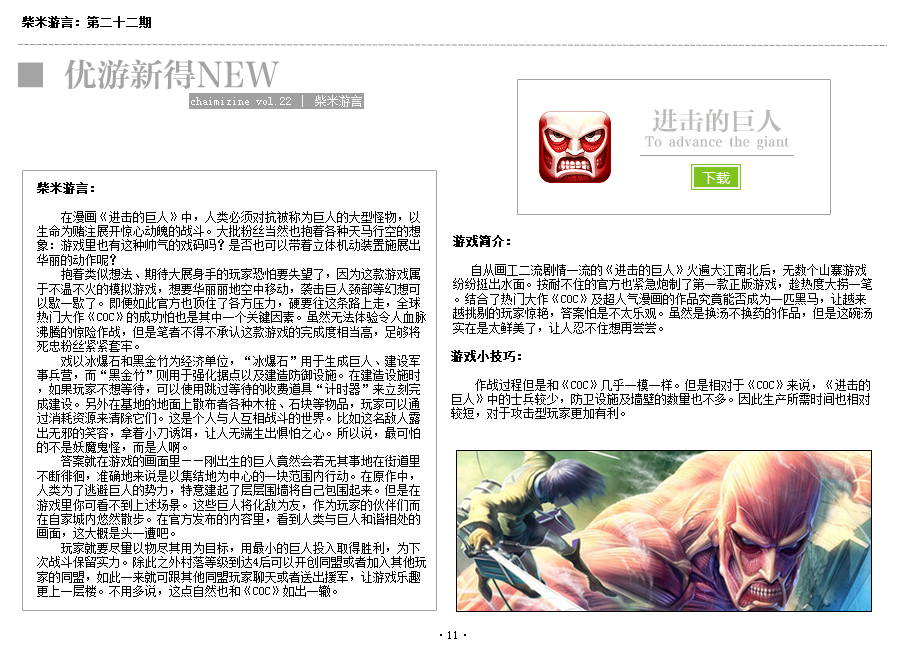 柴米游言：第二十二期
优游新得NEW
chaimizine vol.22 | 柴米游言
柴米游言：
在漫画《进击的巨人》中，人类必须对抗被称为巨人的大型怪物，以
生命为赌注展开惊心动魄的战斗。大批粉丝当然也抱着各种天马行空的想
象：游戏里也有这种帅气的戏码吗？是否也可以带着立体机动装置施展出
华丽的动作呢？
抱着类似想法、期待大展身手的玩家恐怕要失望了，因为这款游戏属
于不温不火的模拟游戏，想要华丽丽地空中移动，袭击巨人颈部等幻想可
以歇一歇了。即便如此官方也顶住了各方压力，硬要往这条路上走，全球
热门大作《COC》的成功怕也是其中一个关键因素。虽然无法体验令人血脉
沸腾的惊险作战，但是笔者不得不承认这款游戏的完成度相当高，足够将
死忠粉丝紧紧套牢。
戏以冰爆石和黑金竹为经济单位，“冰爆石”用于生成巨人、建设军
事兵营，而“黑金竹”则用于强化据点以及建造防御设施。在建造设施时
，如果玩家不想等待，可以使用跳过等待的收费道具“计时器”来立刻完
成建设。另外在基地的地面上散布者各种木桩、石块等物品，玩家可以通
过消耗资源来清除它们。这是个人与人互相战斗的世界。比如这名敌人露
出无邪的笑容，拿着小刀诱饵，让人无端生出惧怕之心。所以说，最可怕
的不是妖魔鬼怪，而是人啊。
答案就在游戏的画面里——刚出生的巨人竟然会若无其事地在街道里
不断徘徊，准确地来说是以集结地为中心的一块范围内行动。在原作中，
人类为了逃避巨人的势力，特意建起了层层围墙将自己包围起来。但是在
游戏里你可看不到上述场景。这些巨人将化敌为友，作为玩家的伙伴们而
在自家城内悠然散步。在官方发布的内容里，看到人类与巨人和谐相处的
画面，这大概是头一遭吧。
玩家就要尽量以物尽其用为目标，用最小的巨人投入取得胜利，为下
次战斗保留实力。除此之外村落等级到达4后可以开创同盟或者加入其他玩
家的同盟，如此一来就可跟其他同盟玩家聊天或者送出援军，让游戏乐趣
更上一层楼。不用多说，这点自然也和《COC》如出一辙。
进击的巨人
To advance the giant
下载
游戏简介：
自从画工二流剧情一流的《进击的巨人》火遍大江南北后，无数个山寨游戏
纷纷挺出水面。按耐不住的官方也紧急炮制了第一款正版游戏，趁热度大捞一笔
。结合了热门大作《COC》及超人气漫画的作品究竟能否成为一匹黑马，让越来
越挑剔的玩家惊艳，答案怕是不太乐观。虽然是换汤不换药的作品，但是这碗汤
实在是太鲜美了，让人忍不住想再尝尝。
游戏小技巧：
作战过程但是和《COC》几乎一模一样。但是相对于《COC》来说，《进击的
巨人》中的士兵较少，防卫设施及墙壁的数量也不多。因此生产所需时间也相对
较短，对于攻击型玩家更加有利。
·11·